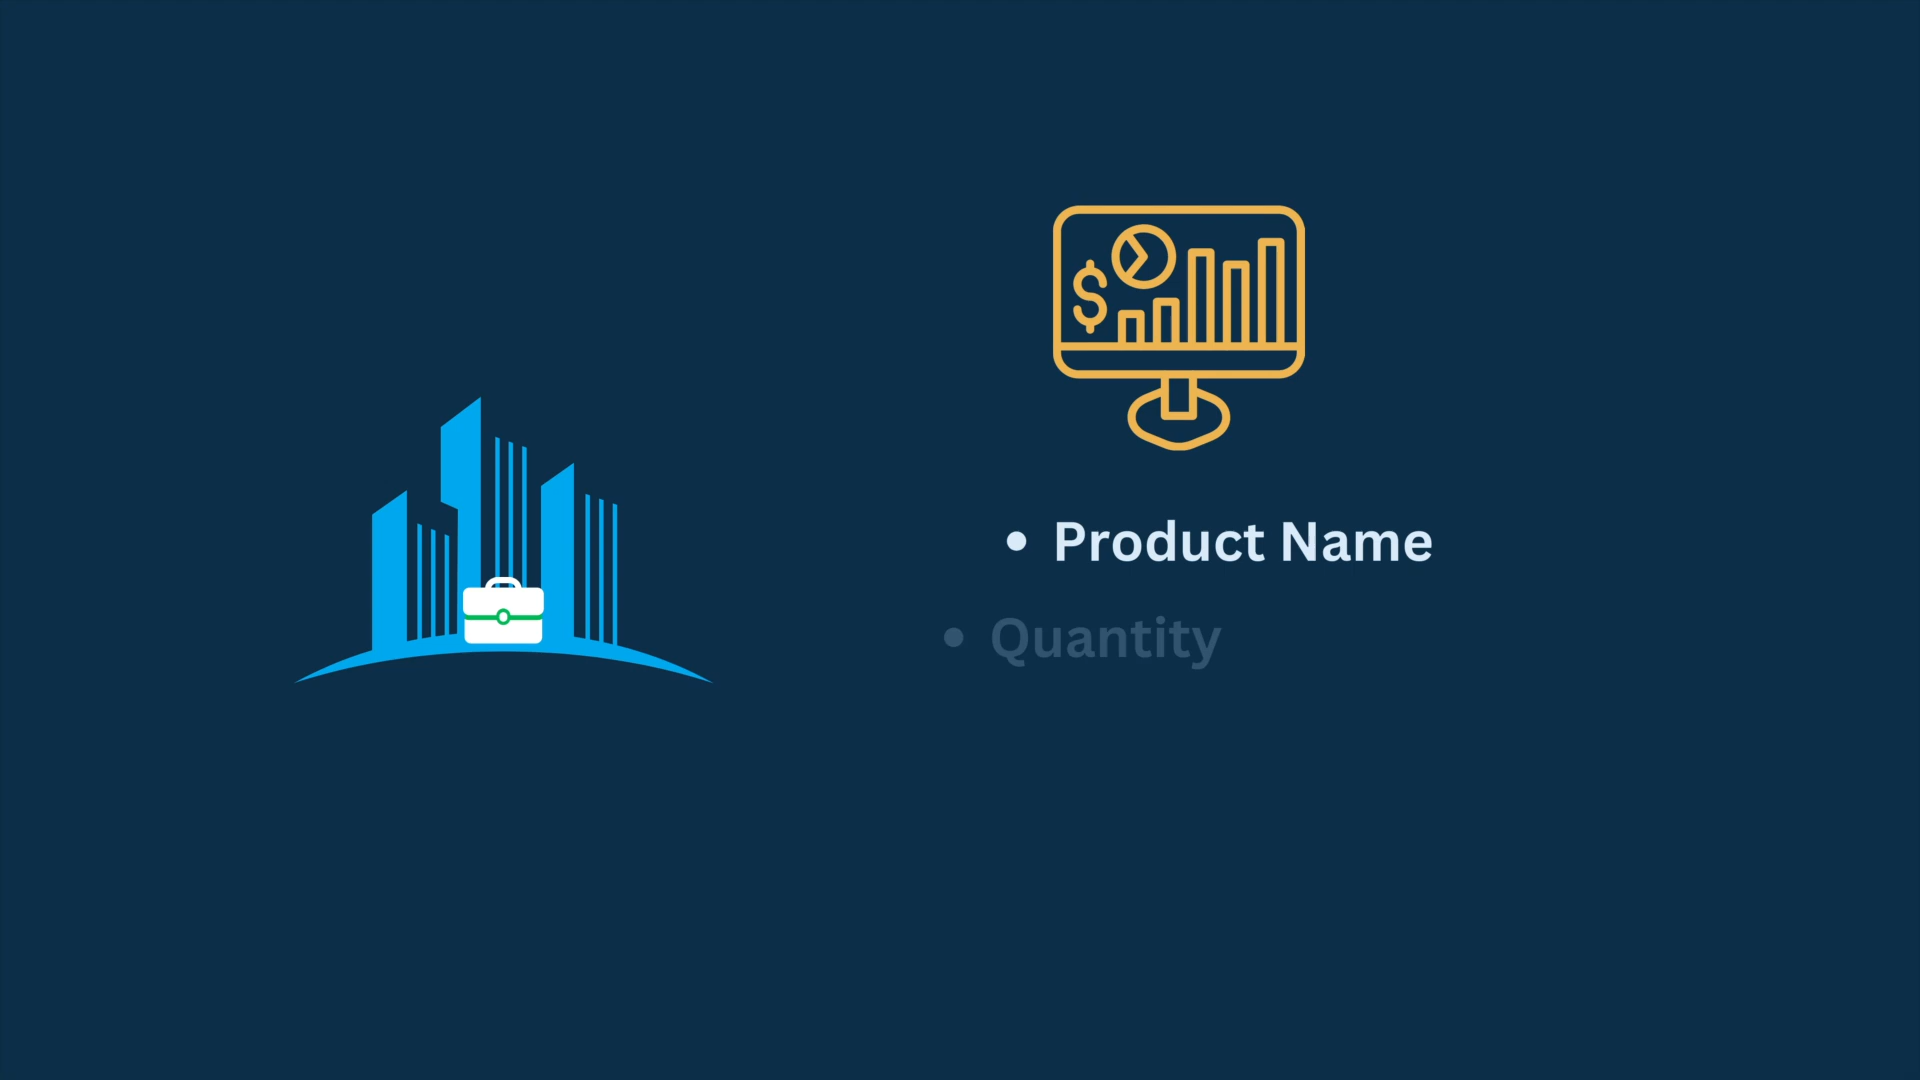 $
• Product Name
• Quantity